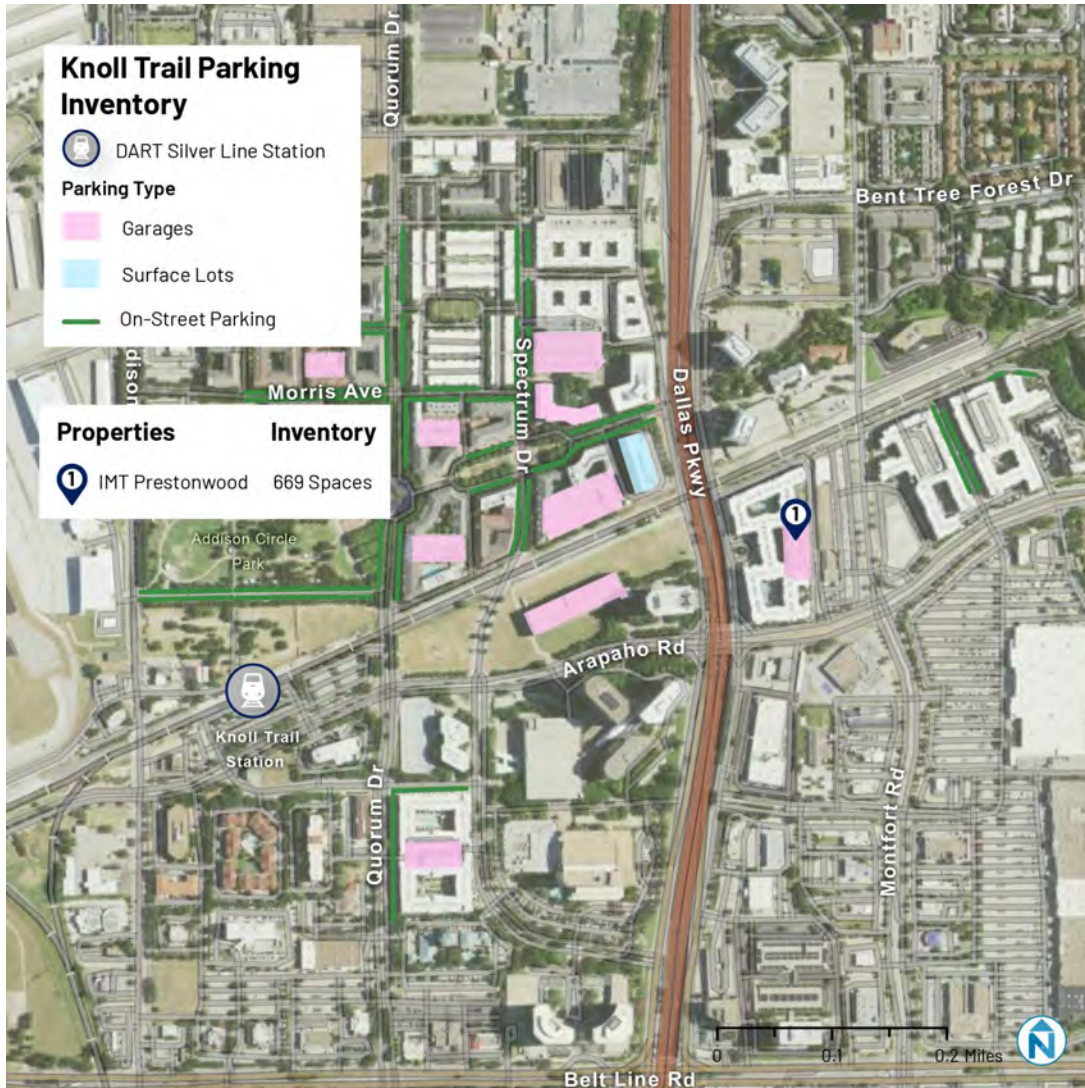 Knoll Trail Parking
Inventory
DART Silver Line Station
Parking Type
Garages
Surface Lots
On-Street Parking
Quorum Dr
Bent Tree Forest Dr
dison
Morris Ave
Spectrum Dr
Dallas Pkwy
Properties Inventory
1 IMT Prestonwood 669 Spaces
1
Addison Circle
Park
Arapaho Rd
Knoll Trail
Station
Quorum Dr
Montfort Rd
0 0.1 0.2 Miles
N
Belt Line Rd